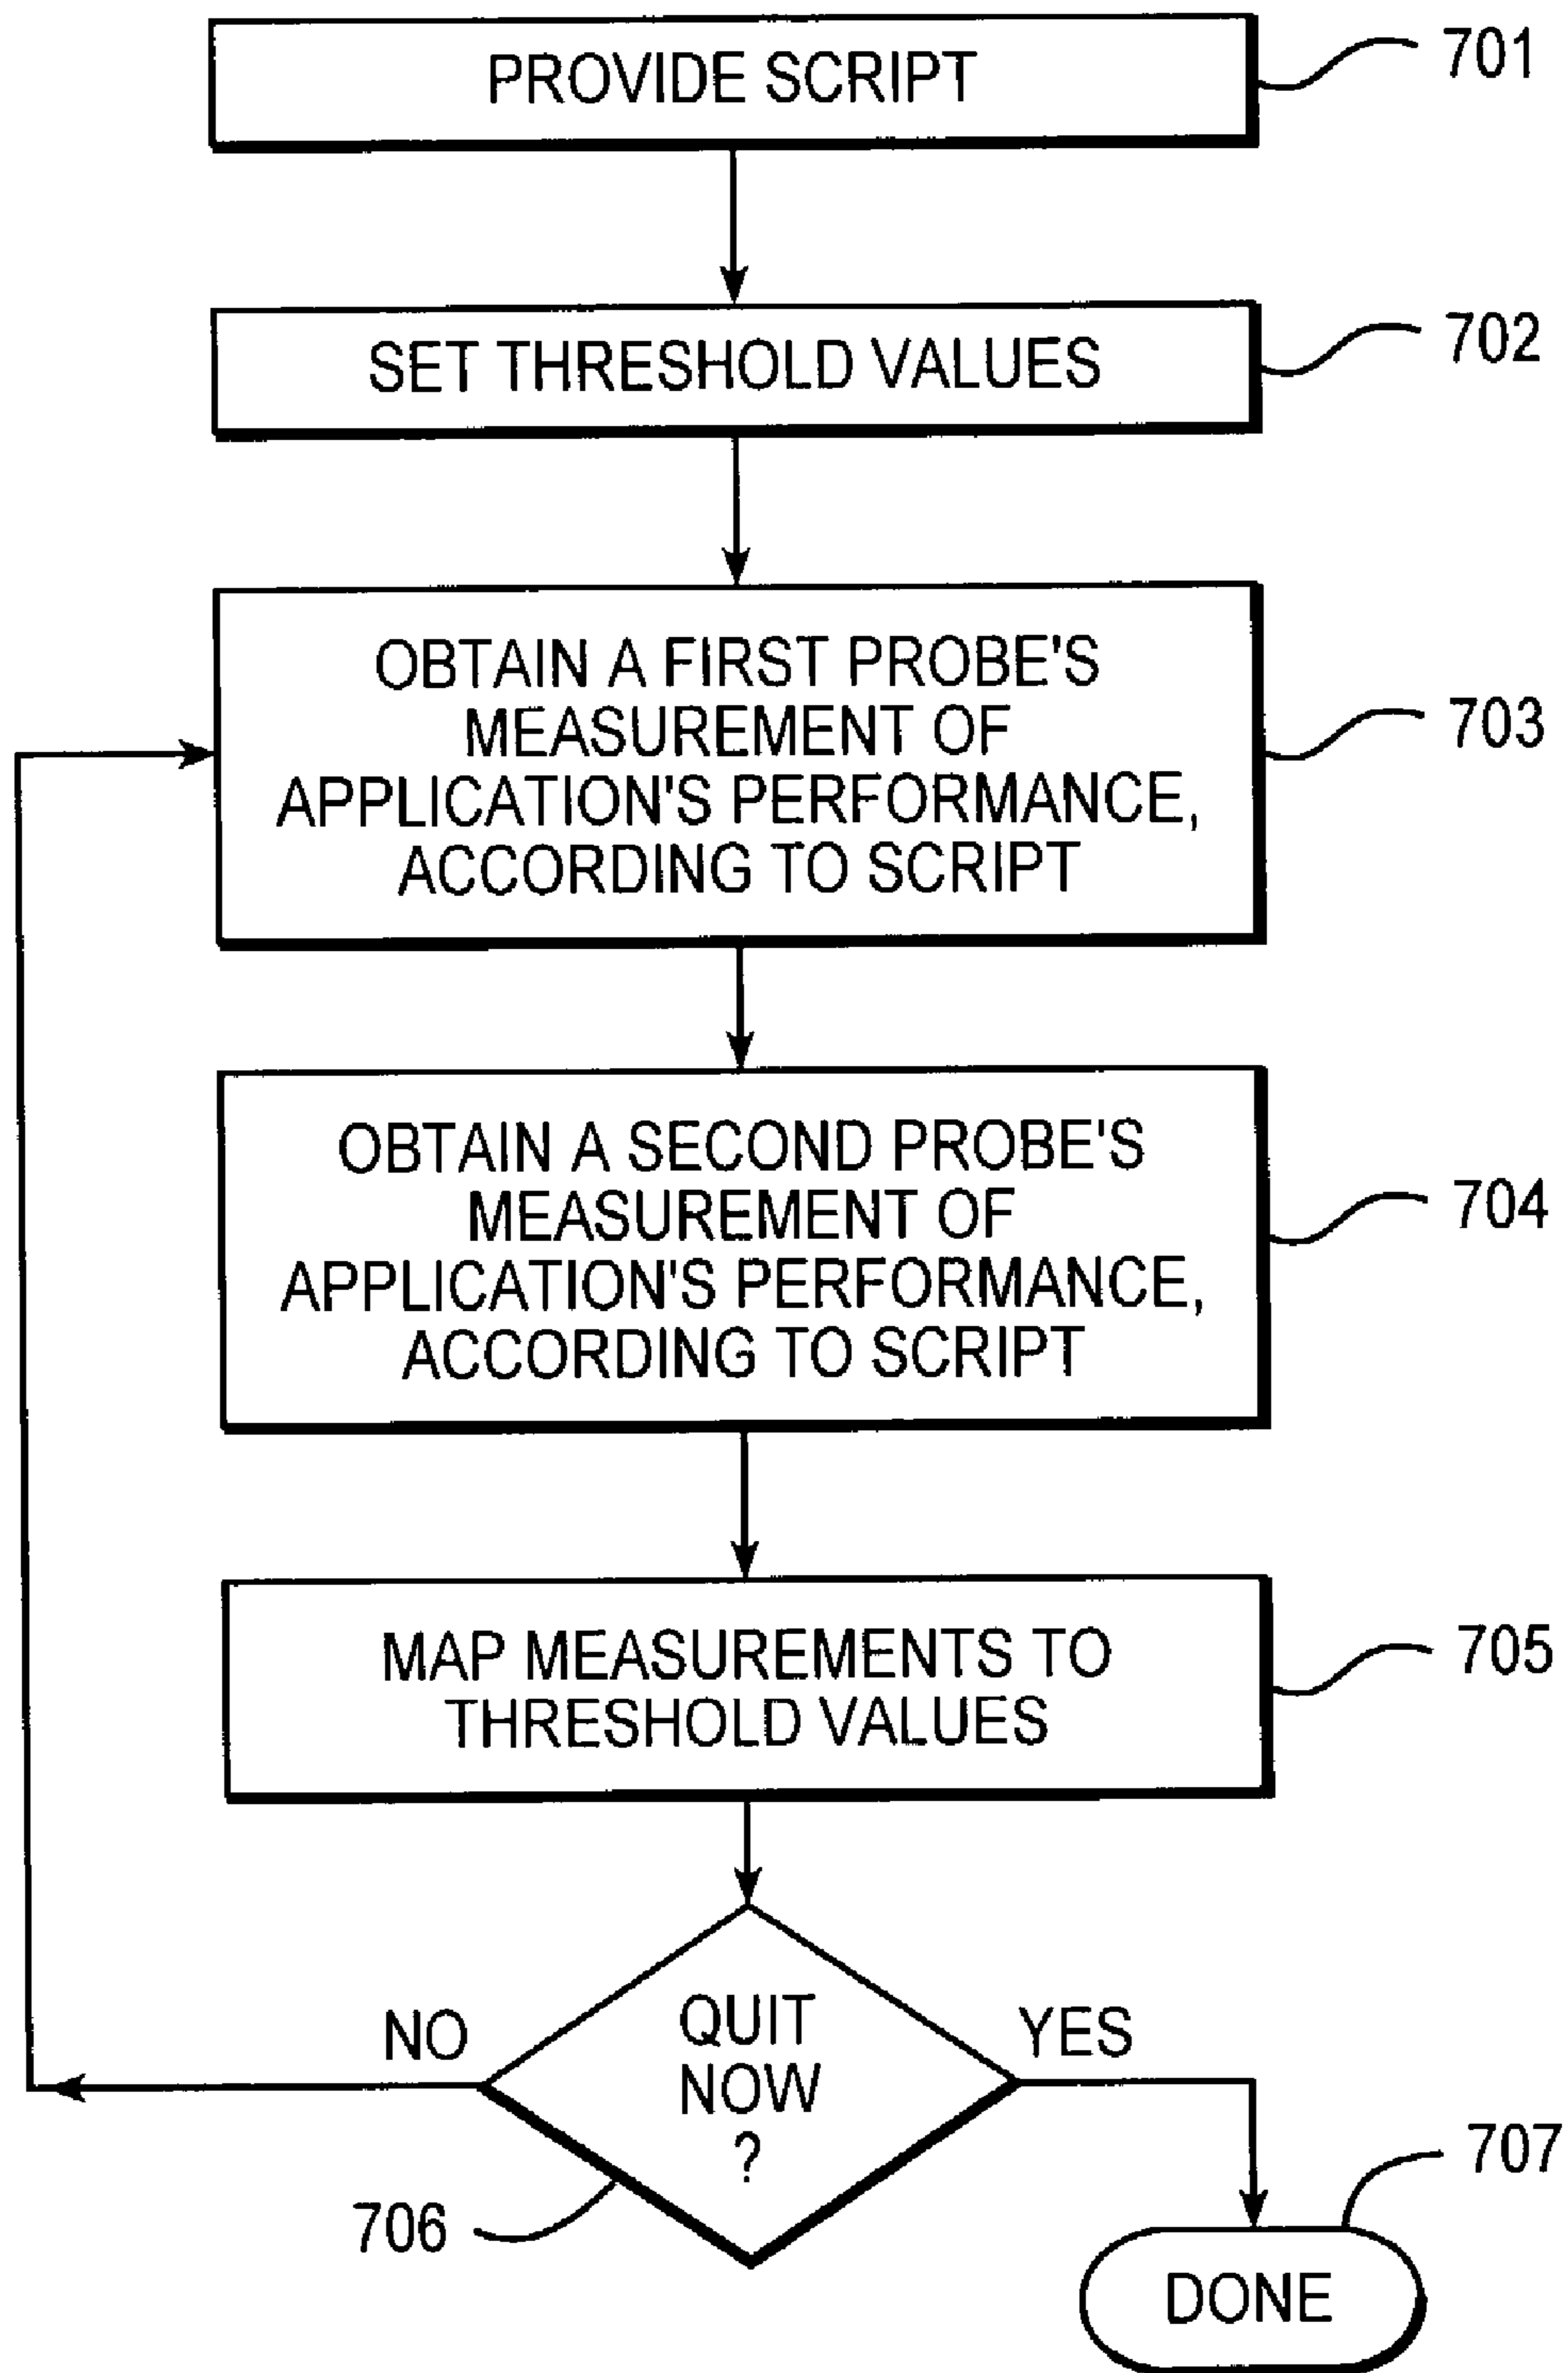 PROVIDE SCRIPT
701
SET THRESHOLD VALUES
702
OBTAIN A FIRST PROBE'S
MEASUREMENT OF
APPLICATION'S PERFORMANCE,
ACCORDING TO SCRIPT
703
OBTAIN A SECOND PROBE'S
MEASUREMENT OF
APPLICATION'S PERFORMANCE,
ACCORDING TO SCRIPT
704
MAP MEASUREMENTS TO
THRESHOLD VALUES
705
NO
QUIT
NOW
?
YES
706
707
DONE